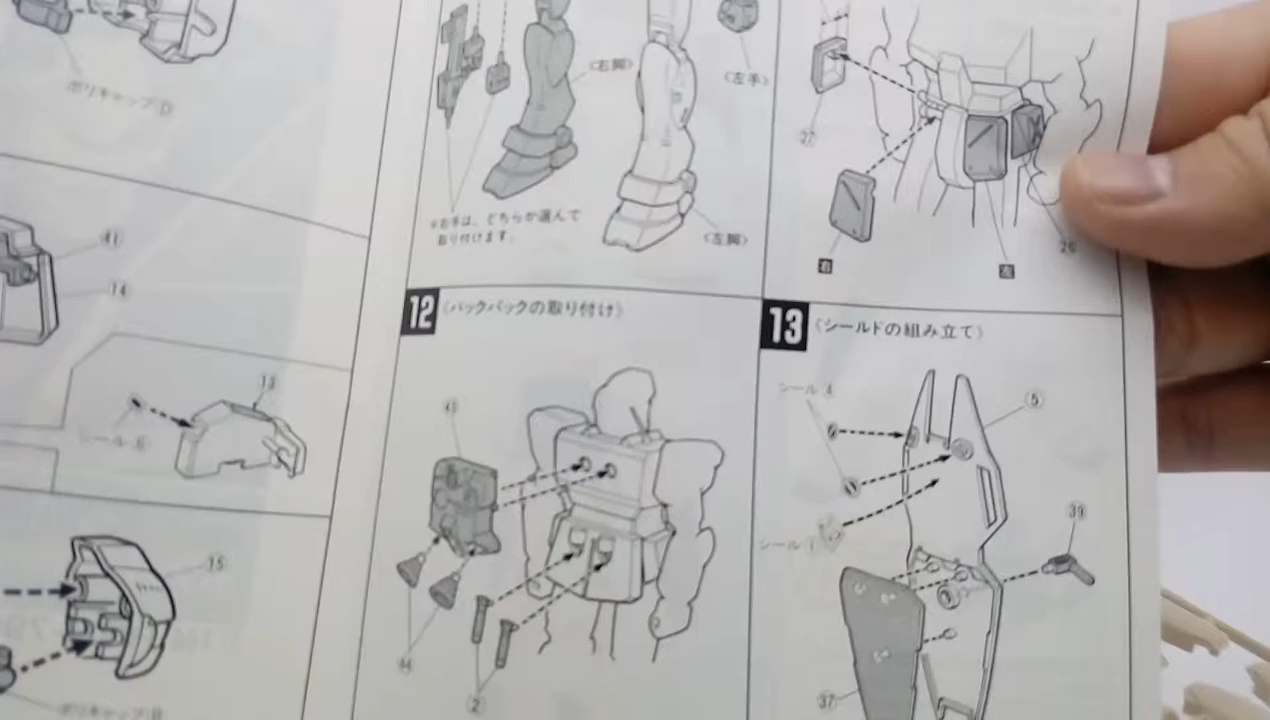 ポリキャップD
41
14
13
シール6
15
ポリキャップB
〈右脚〉
〈左手〉
※右手は、どちらか選んで
取り付けます。
〈左脚〉
27
右
左
26
12 《バックパックの取り付け》
44
2
13 《シールドの組み立て》
シール4
5
シール1
39
37